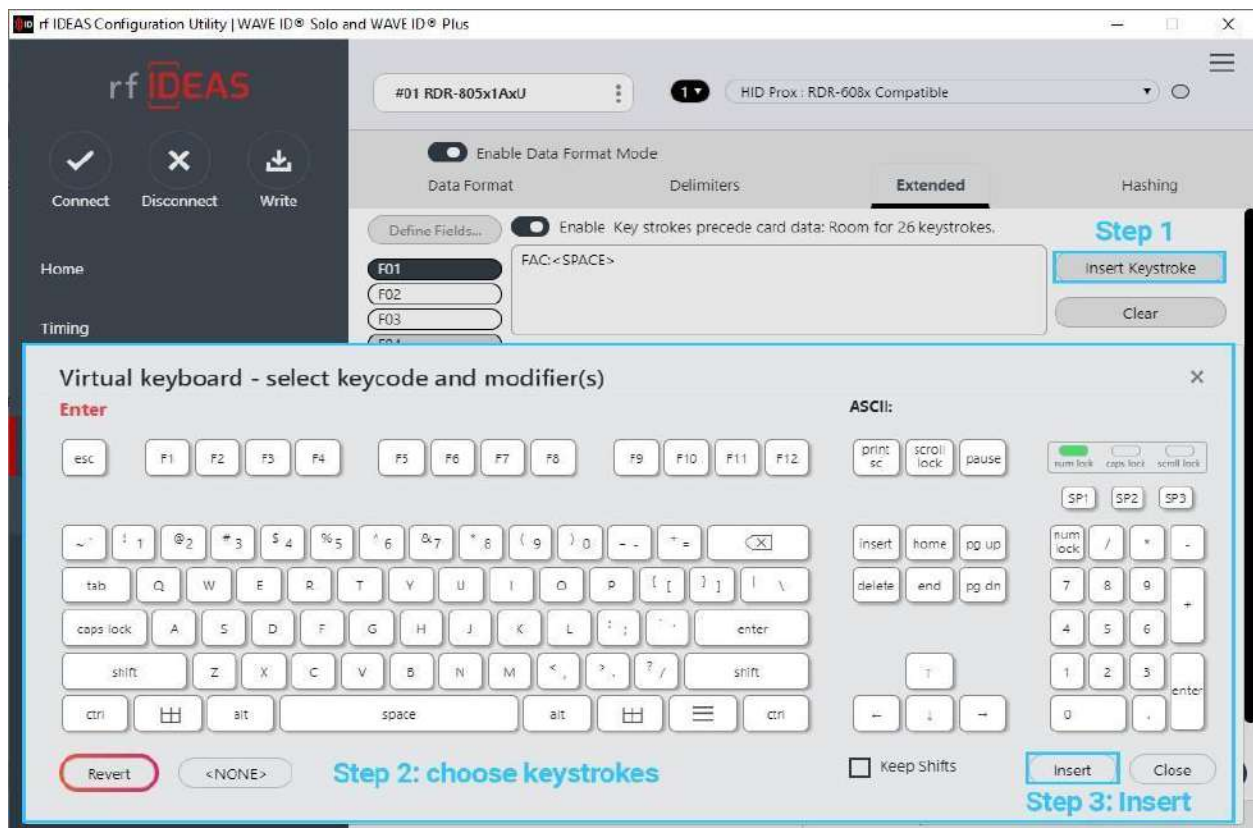 rf IDEAS Configuration Utility | WAVE ID® Solo and WAVE ID® Plus
rf IDEAS
#01 RDR-805x1AxU
1
HID Prox : RDR-608x Compatible
Connect Disconnect Write
Enable Data Format Mode
Data Format Delimiters Extended Hashing
Define Fields... Enable Key strokes precede card data: Room for 26 keystrokes.
Step 1
Home
F01
FAC:<SPACE>
Insert Keystroke
F02
F03
Clear
Timing
F04
Virtual keyboard - select keycode and modifier(s)
Enter
ASCII:
esc F1 F2 F3 F4 F5 F6 F7 F8 F9 F10 F11 F12 print sc scroll lock pause
num lock caps lock scroll lock
SP1 SP2 SP3
~ ` ! 1 @ 2 # 3 $ 4 % 5 ^ 6 & 7 * 8 ( 9 ) 0 - - + = insert home pg up num lock / * -
tab Q W E R T Y U I O P { [ } ] | \ delete end pg dn 7 8 9 +
caps lock A S D F G H J K L : ; enter 4 5 6
shift Z X C V B N M < , > . ? / shift ↑ 1 2 3 enter
ctrl alt space alt ctrl ← ↓ → 0 .
Revert <NONE> Step 2: choose keystrokes Keep Shifts Insert Close
Step 3: Insert